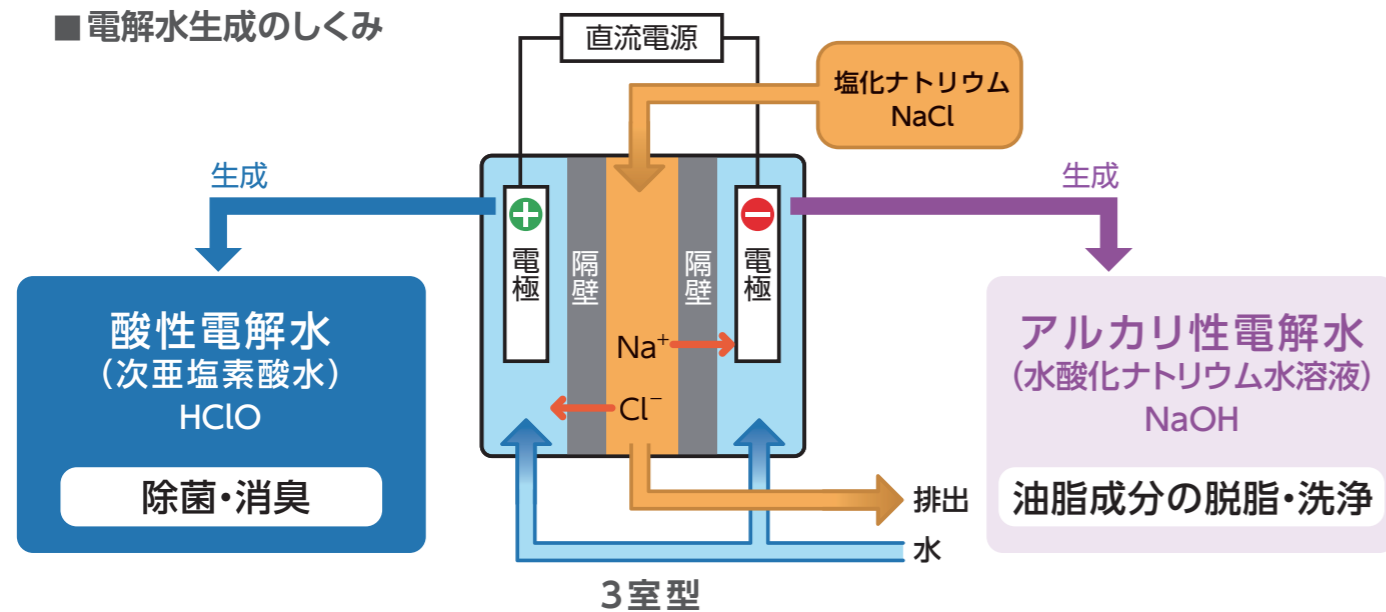 ■電解水生成のしくみ
直流電源
塩化ナトリウム
NaCl
生成
生成
電極
隔壁
隔壁
電極
Na⁺
Cl⁻
酸性電解水
（次亜塩素酸水）
HClO
除菌・消臭
アルカリ性電解水
（水酸化ナトリウム水溶液）
NaOH
油脂成分の脱脂・洗浄
排出
水
3室型